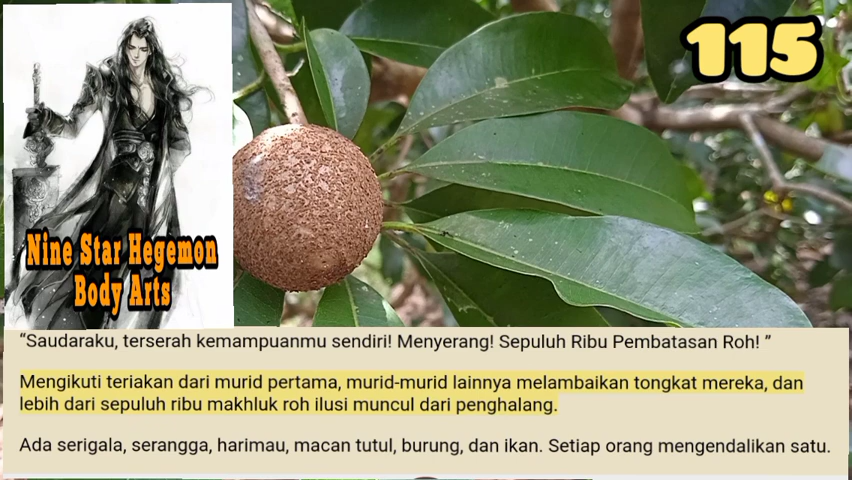 115
Nine Star Hegemon
Body Arts
“Saudaraku, terserah kemampuanmu sendiri! Menyerang! Sepuluh Ribu Pembatasan Roh! ”
Mengikuti teriakan dari murid pertama, murid-murid lainnya melambaikan tongkat mereka, dan
lebih dari sepuluh ribu makhluk roh ilusi muncul dari penghalang.
Ada serigala, serangga, harimau, macan tutul, burung, dan ikan. Setiap orang mengendalikan satu.